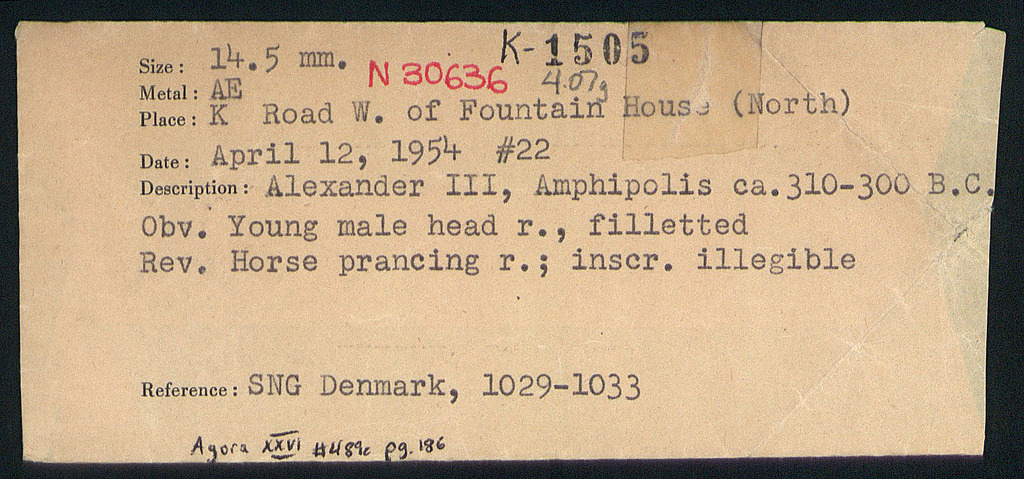 K-1505
Size: 14.5 mm. N 30636 4.07g
Metal: AE
Place: K Road W. of Fountain House (North)
Date: April 12, 1954 #22
Description: Alexander III, Amphipolis ca.310-300 B.C.
Obv. Young male head r., filletted
Rev. Horse prancing r.; inscr. illegible
Reference: SNG Denmark, 1029-1033
Agora XXVI #489c pg. 186